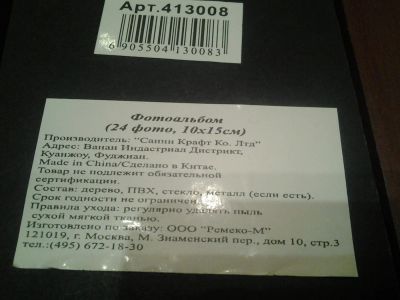 Арт.413008
6 905504 130083
Фотоальбом
(24 фото, 10х15см)
Производитель: "Санни Крафт Ко. Лтд"
Адрес: Ванан Индастриал Дистрикт,
Куанжоу, Фуджиан.
Made in China/Сделано в Китае.
Товар не подлежит обязательной
сертификации.
Состав: дерево, ПВХ, стекло, металл (если есть).
Срок годности не ограничен.
Правила ухода: регулярно удалять пыль
сухой мягкой тканью.
Изготовлено по заказу: ООО "Ремеко-М"
121019, г. Москва, М. Знаменский пер., дом 10, стр.3
тел.:(495) 672-18-30